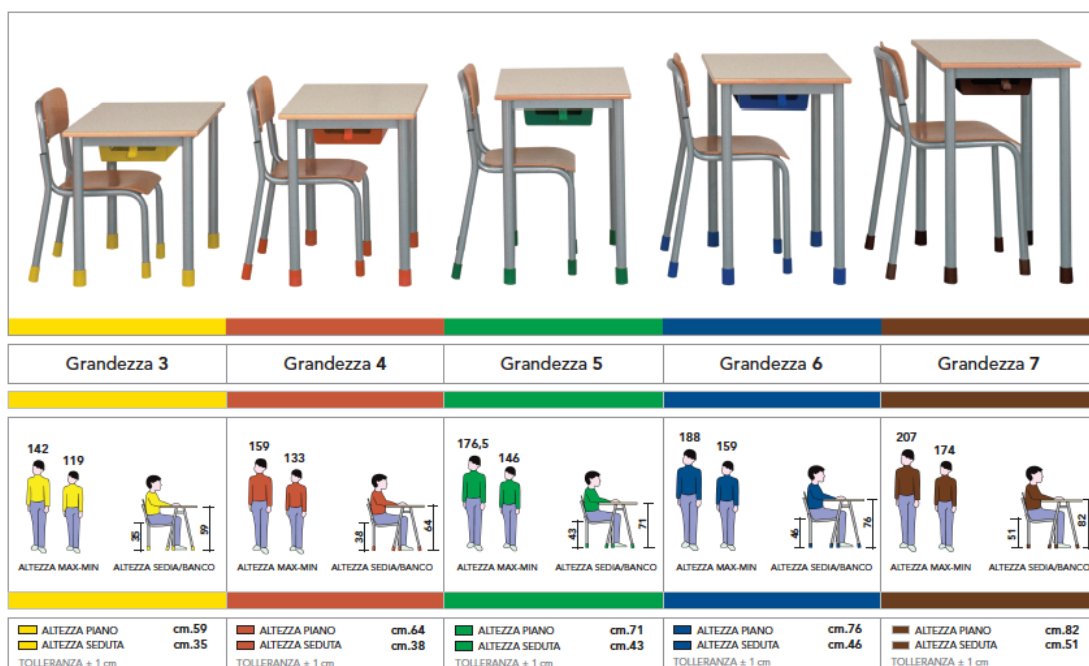 Grandezza 3
Grandezza 4
Grandezza 5
Grandezza 6
Grandezza 7
142
119
35
59
ALTEZZA MAX-MIN
ALTEZZA SEDIA/BANCO
159
133
38
64
ALTEZZA MAX-MIN
ALTEZZA SEDIA/BANCO
176,5
146
43
71
ALTEZZA MAX-MIN
ALTEZZA SEDIA/BANCO
188
159
46
76
ALTEZZA MAX-MIN
ALTEZZA SEDIA/BANCO
207
174
51
82
ALTEZZA MAX-MIN
ALTEZZA SEDIA/BANCO
ALTEZZA PIANO cm.59
ALTEZZA SEDUTA cm.35
TOLLERANZA ± 1 cm
ALTEZZA PIANO cm.64
ALTEZZA SEDUTA cm.38
TOLLERANZA ± 1 cm
ALTEZZA PIANO cm.71
ALTEZZA SEDUTA cm.43
TOLLERANZA ± 1 cm
ALTEZZA PIANO cm.76
ALTEZZA SEDUTA cm.46
TOLLERANZA ± 1 cm
ALTEZZA PIANO cm.82
ALTEZZA SEDUTA cm.51
TOLLERANZA ± 1 cm